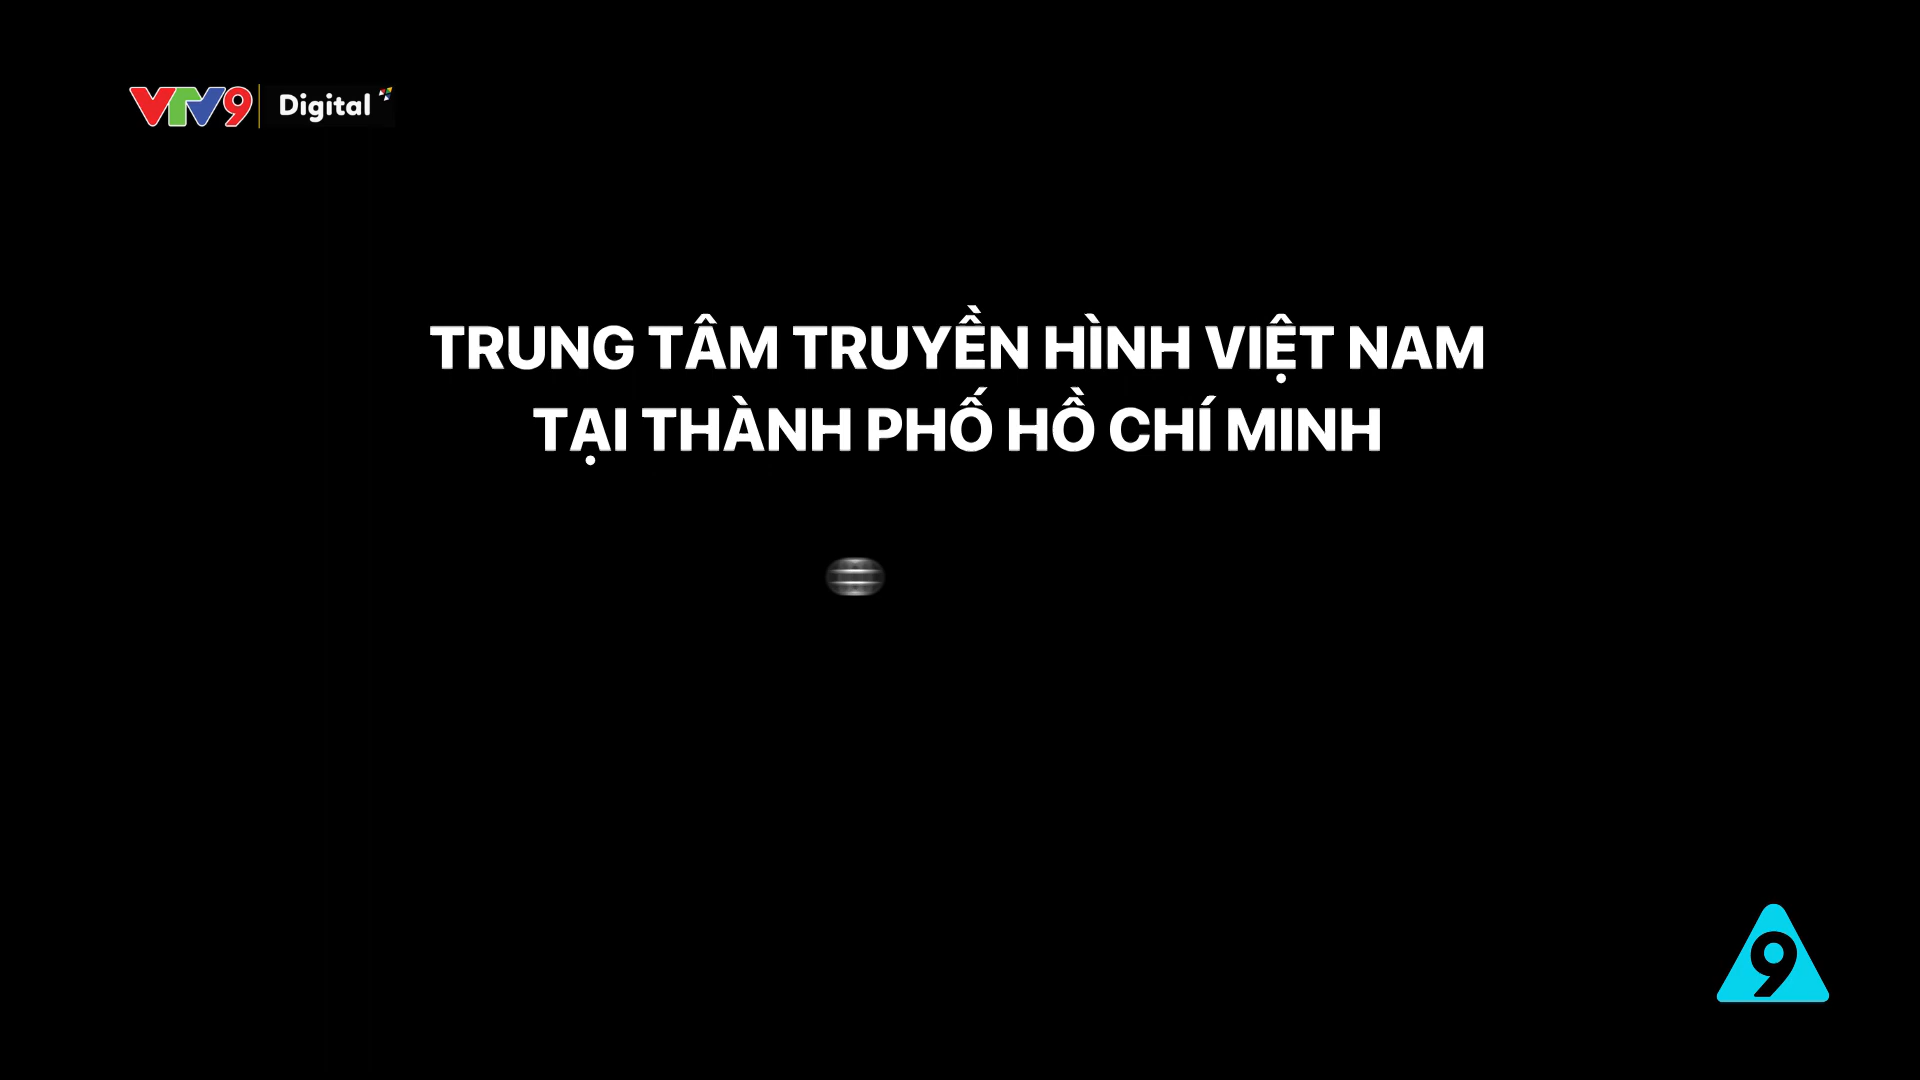 VTV9 Digital
TRUNG TÂM TRUYỀN HÌNH VIỆT NAM
TẠI THÀNH PHỐ HỒ CHÍ MINH
9